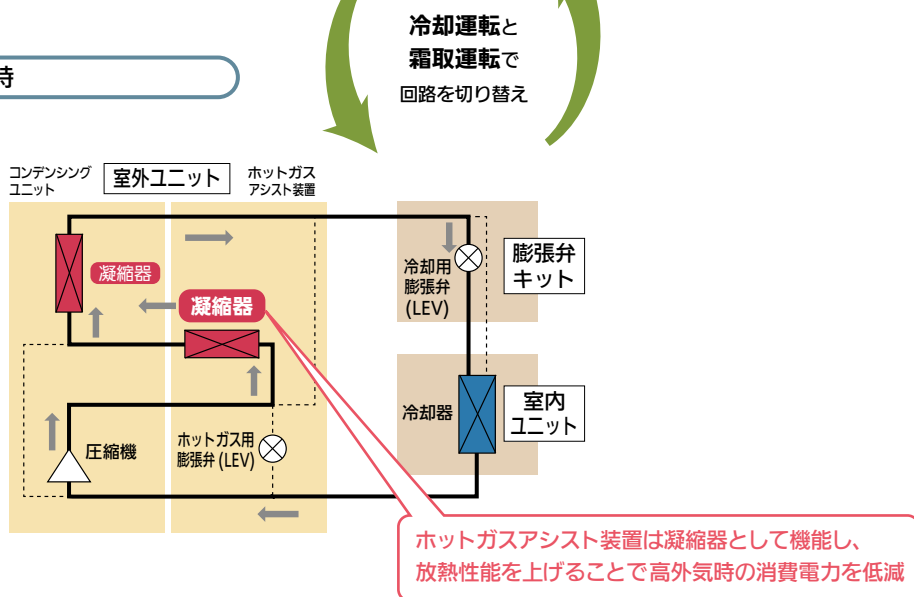 冷却運転と
霜取運転で
回路を切り替え
時
コンデンシング
ユニット
室外ユニット
ホットガス
アシスト装置
凝縮器
凝縮器
圧縮機
ホットガス用
膨張弁 (LEV)
冷却用
膨張弁
(LEV)
膨張弁
キット
冷却器
室内
ユニット
ホットガスアシスト装置は凝縮器として機能し、
放熱性能を上げることで高外気時の消費電力を低減